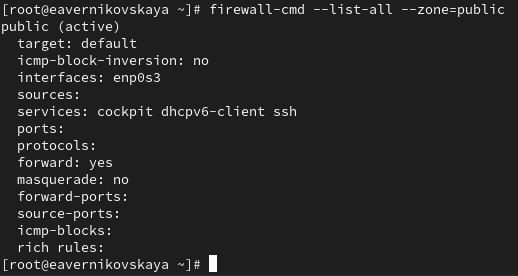 [root@eavernikovskaya ~]# firewall-cmd --list-all --zone=public
public (active)
  target: default
  icmp-block-inversion: no
  interfaces: enp0s3
  sources:
  services: cockpit dhcpv6-client ssh
  ports:
  protocols:
  forward: yes
  masquerade: no
  forward-ports:
  source-ports:
  icmp-blocks:
  rich rules:
[root@eavernikovskaya ~]#